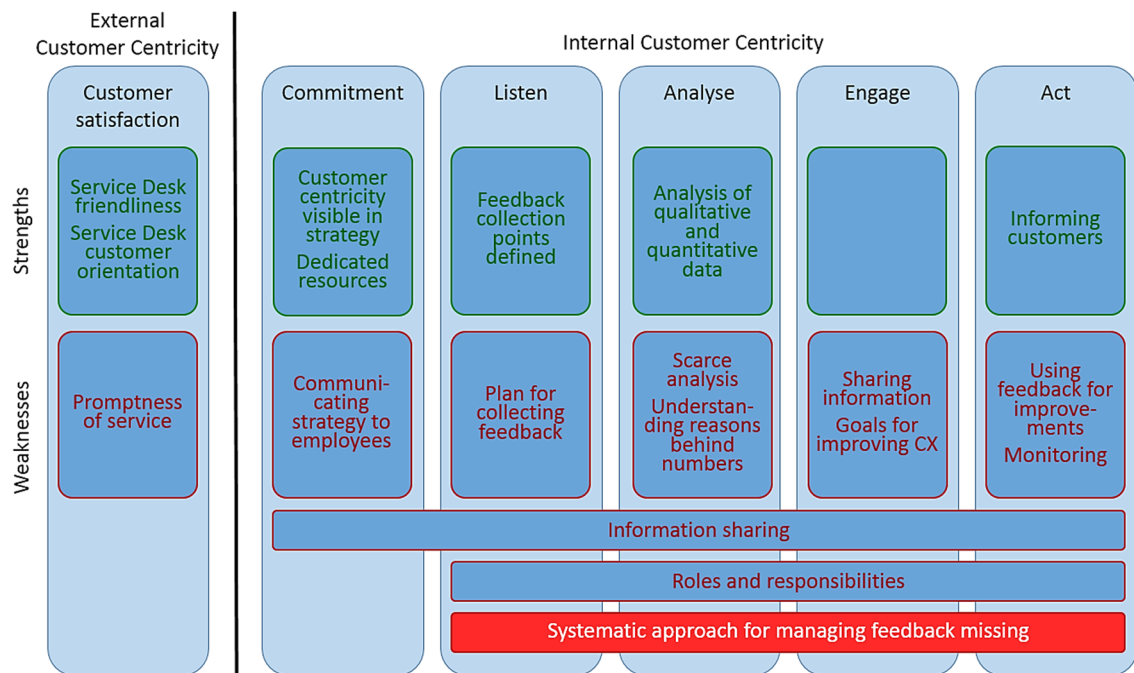 External
Customer Centricity
Internal Customer Centricity
Customer
satisfaction
Commitment
Listen
Analyse
Engage
Act
Strengths
Service Desk
friendliness
Service Desk
customer
orientation
Customer
centricity
visible in
strategy
Dedicated
resources
Feedback
collection
points
defined
Analysis of
qualitative
and
quantitative
data
Informing
customers
Weaknesses
Promptness
of service
Communi-
cating
strategy to
employees
Plan for
collecting
feedback
Scarce
analysis
Understan-
ding reasons
behind
numbers
Sharing
information
Goals for
improving CX
Using
feedback for
improve-
ments
Monitoring
Information sharing
Roles and responsibilities
Systematic approach for managing feedback missing